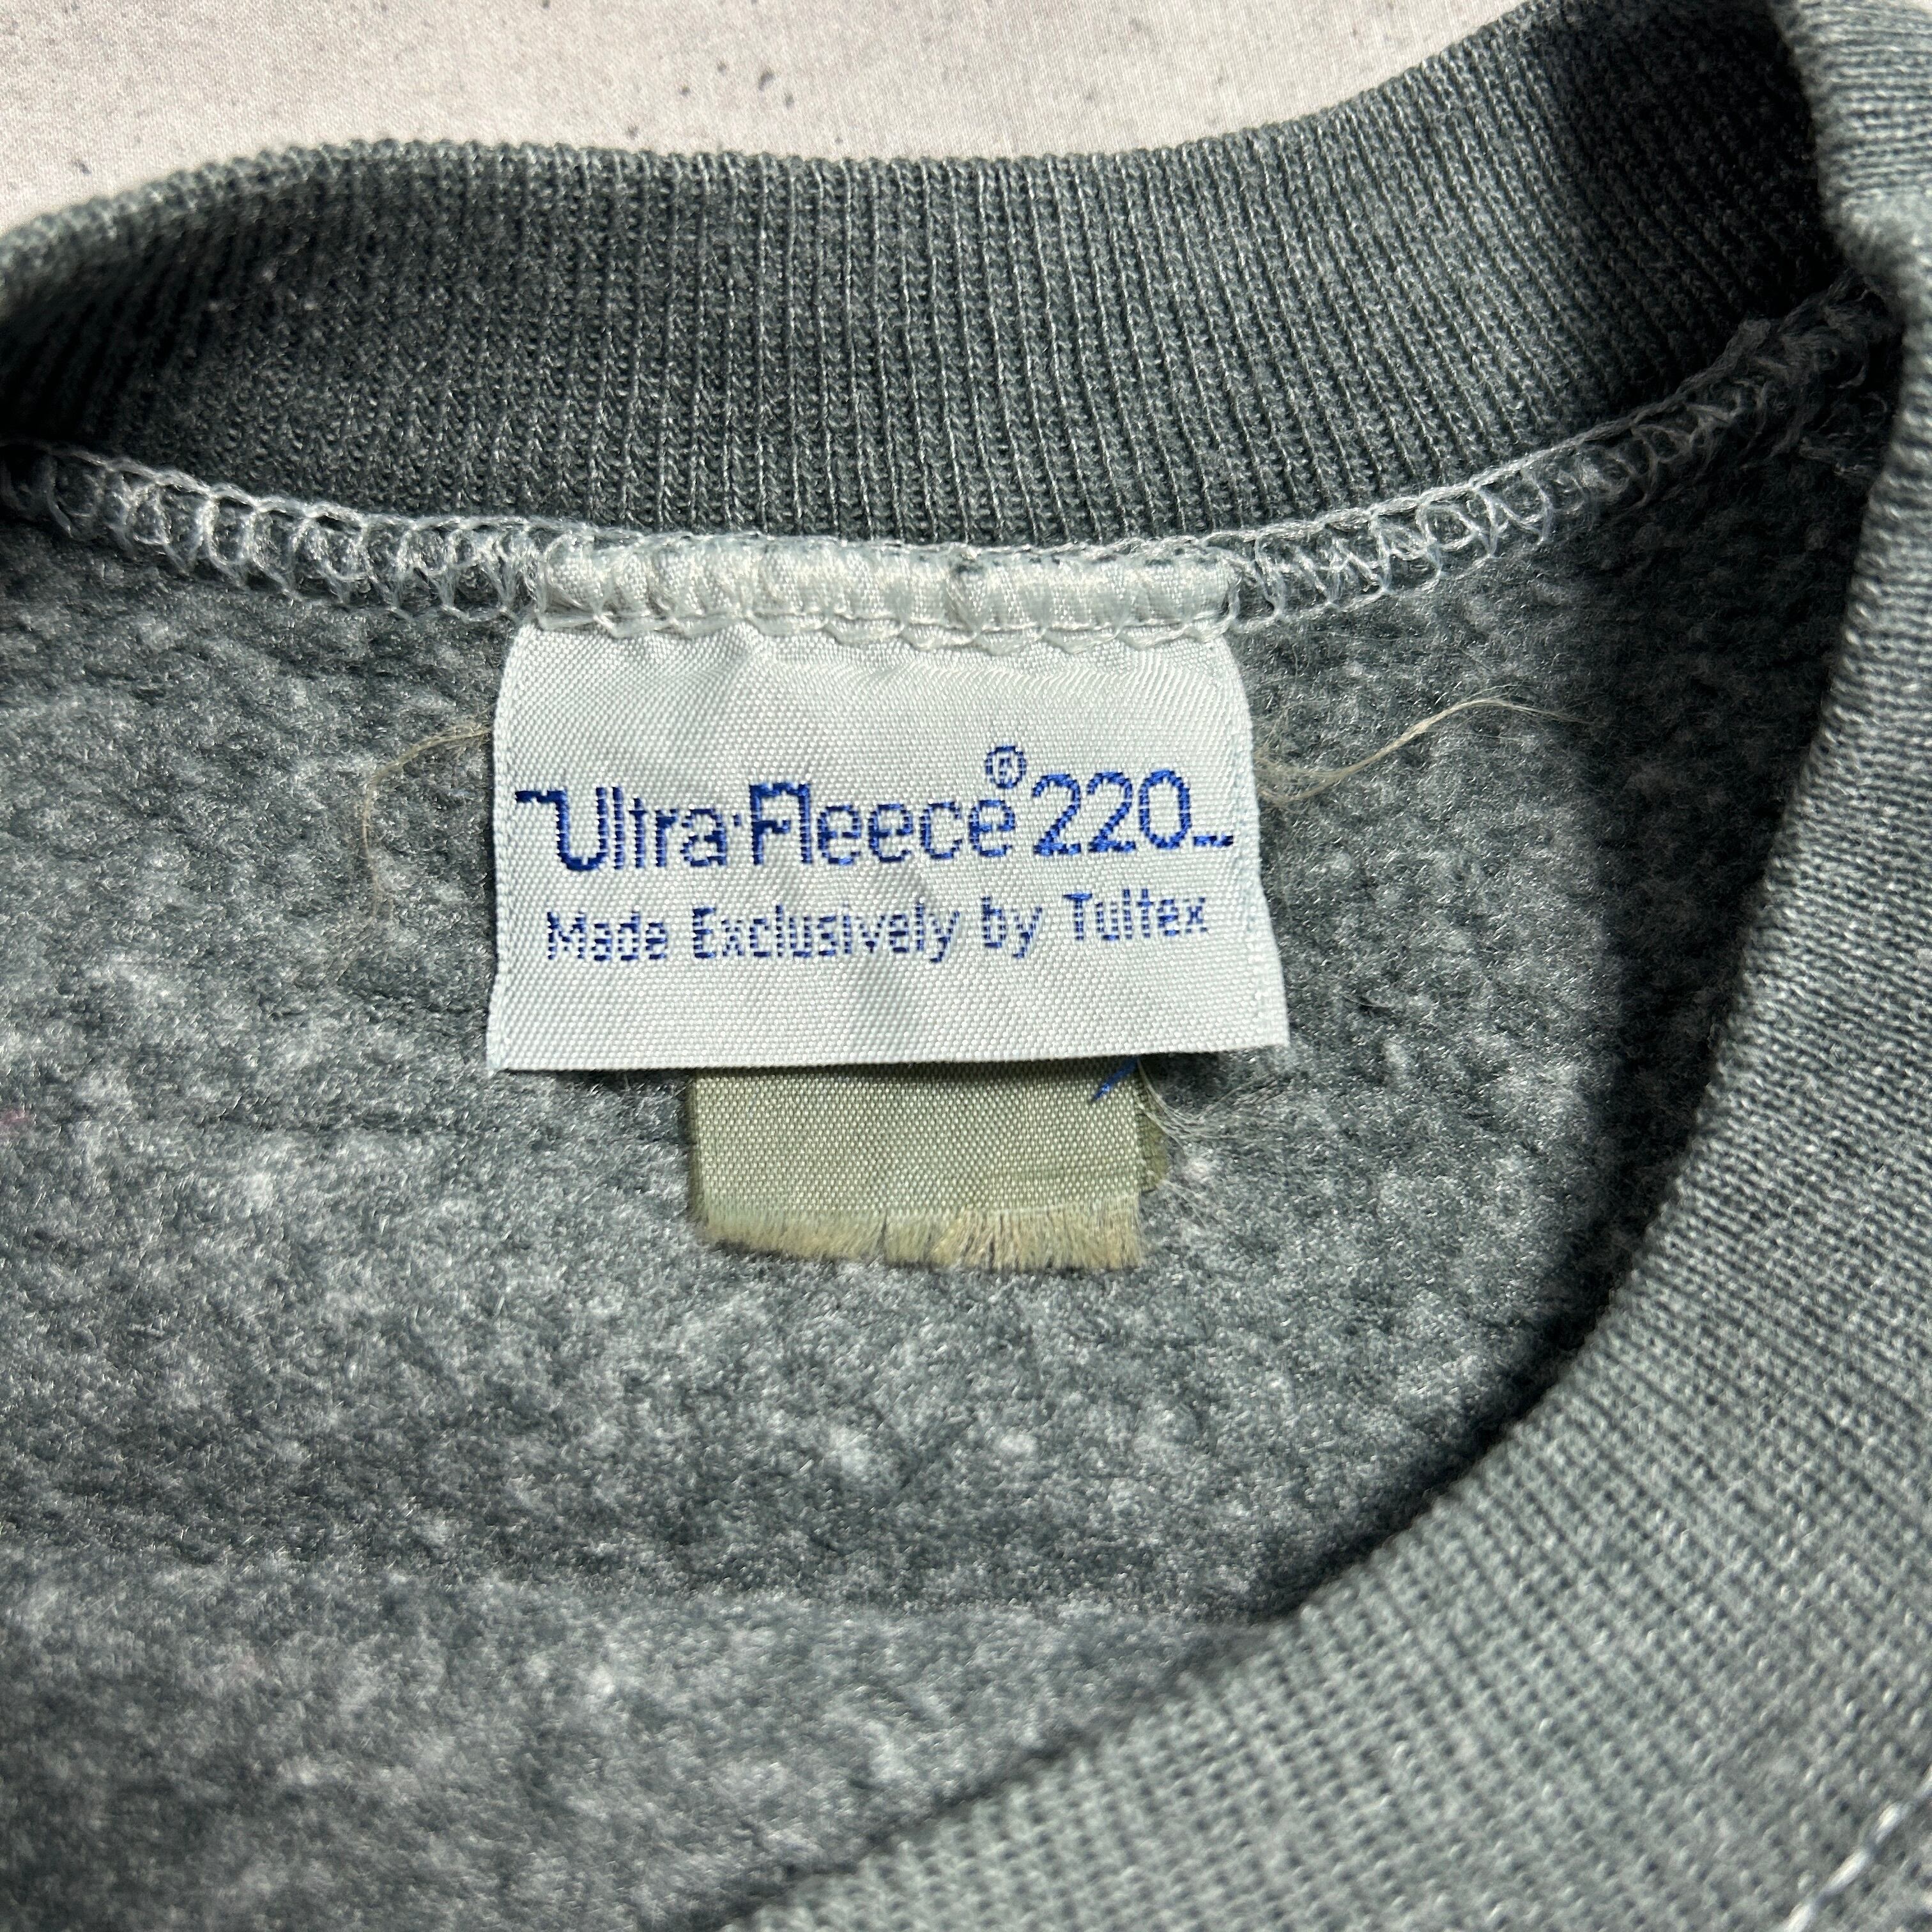 Ultra-Fleece® 220
Made Exclusively by Tultex